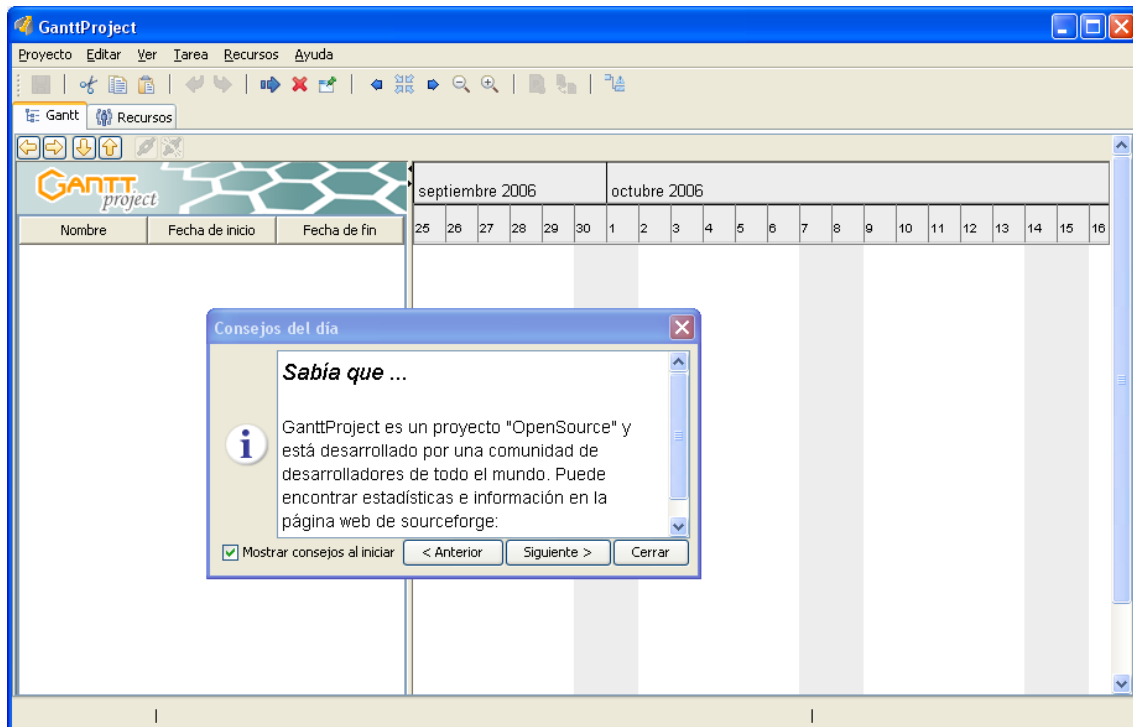 GanttProject
Proyecto Editar Ver Tarea Recursos Ayuda
Gantt Recursos
GANTT project
septiembre 2006 octubre 2006
Nombre Fecha de inicio Fecha de fin
25 26 27 28 29 30 1 2 3 4 5 6 7 8 9 10 11 12 13 14 15 16
Consejos del día
Sabía que ...
GanttProject es un proyecto "OpenSource" y
está desarrollado por una comunidad de
desarrolladores de todo el mundo. Puede
encontrar estadísticas e información en la
página web de sourceforge:
Mostrar consejos al iniciar < Anterior Siguiente > Cerrar